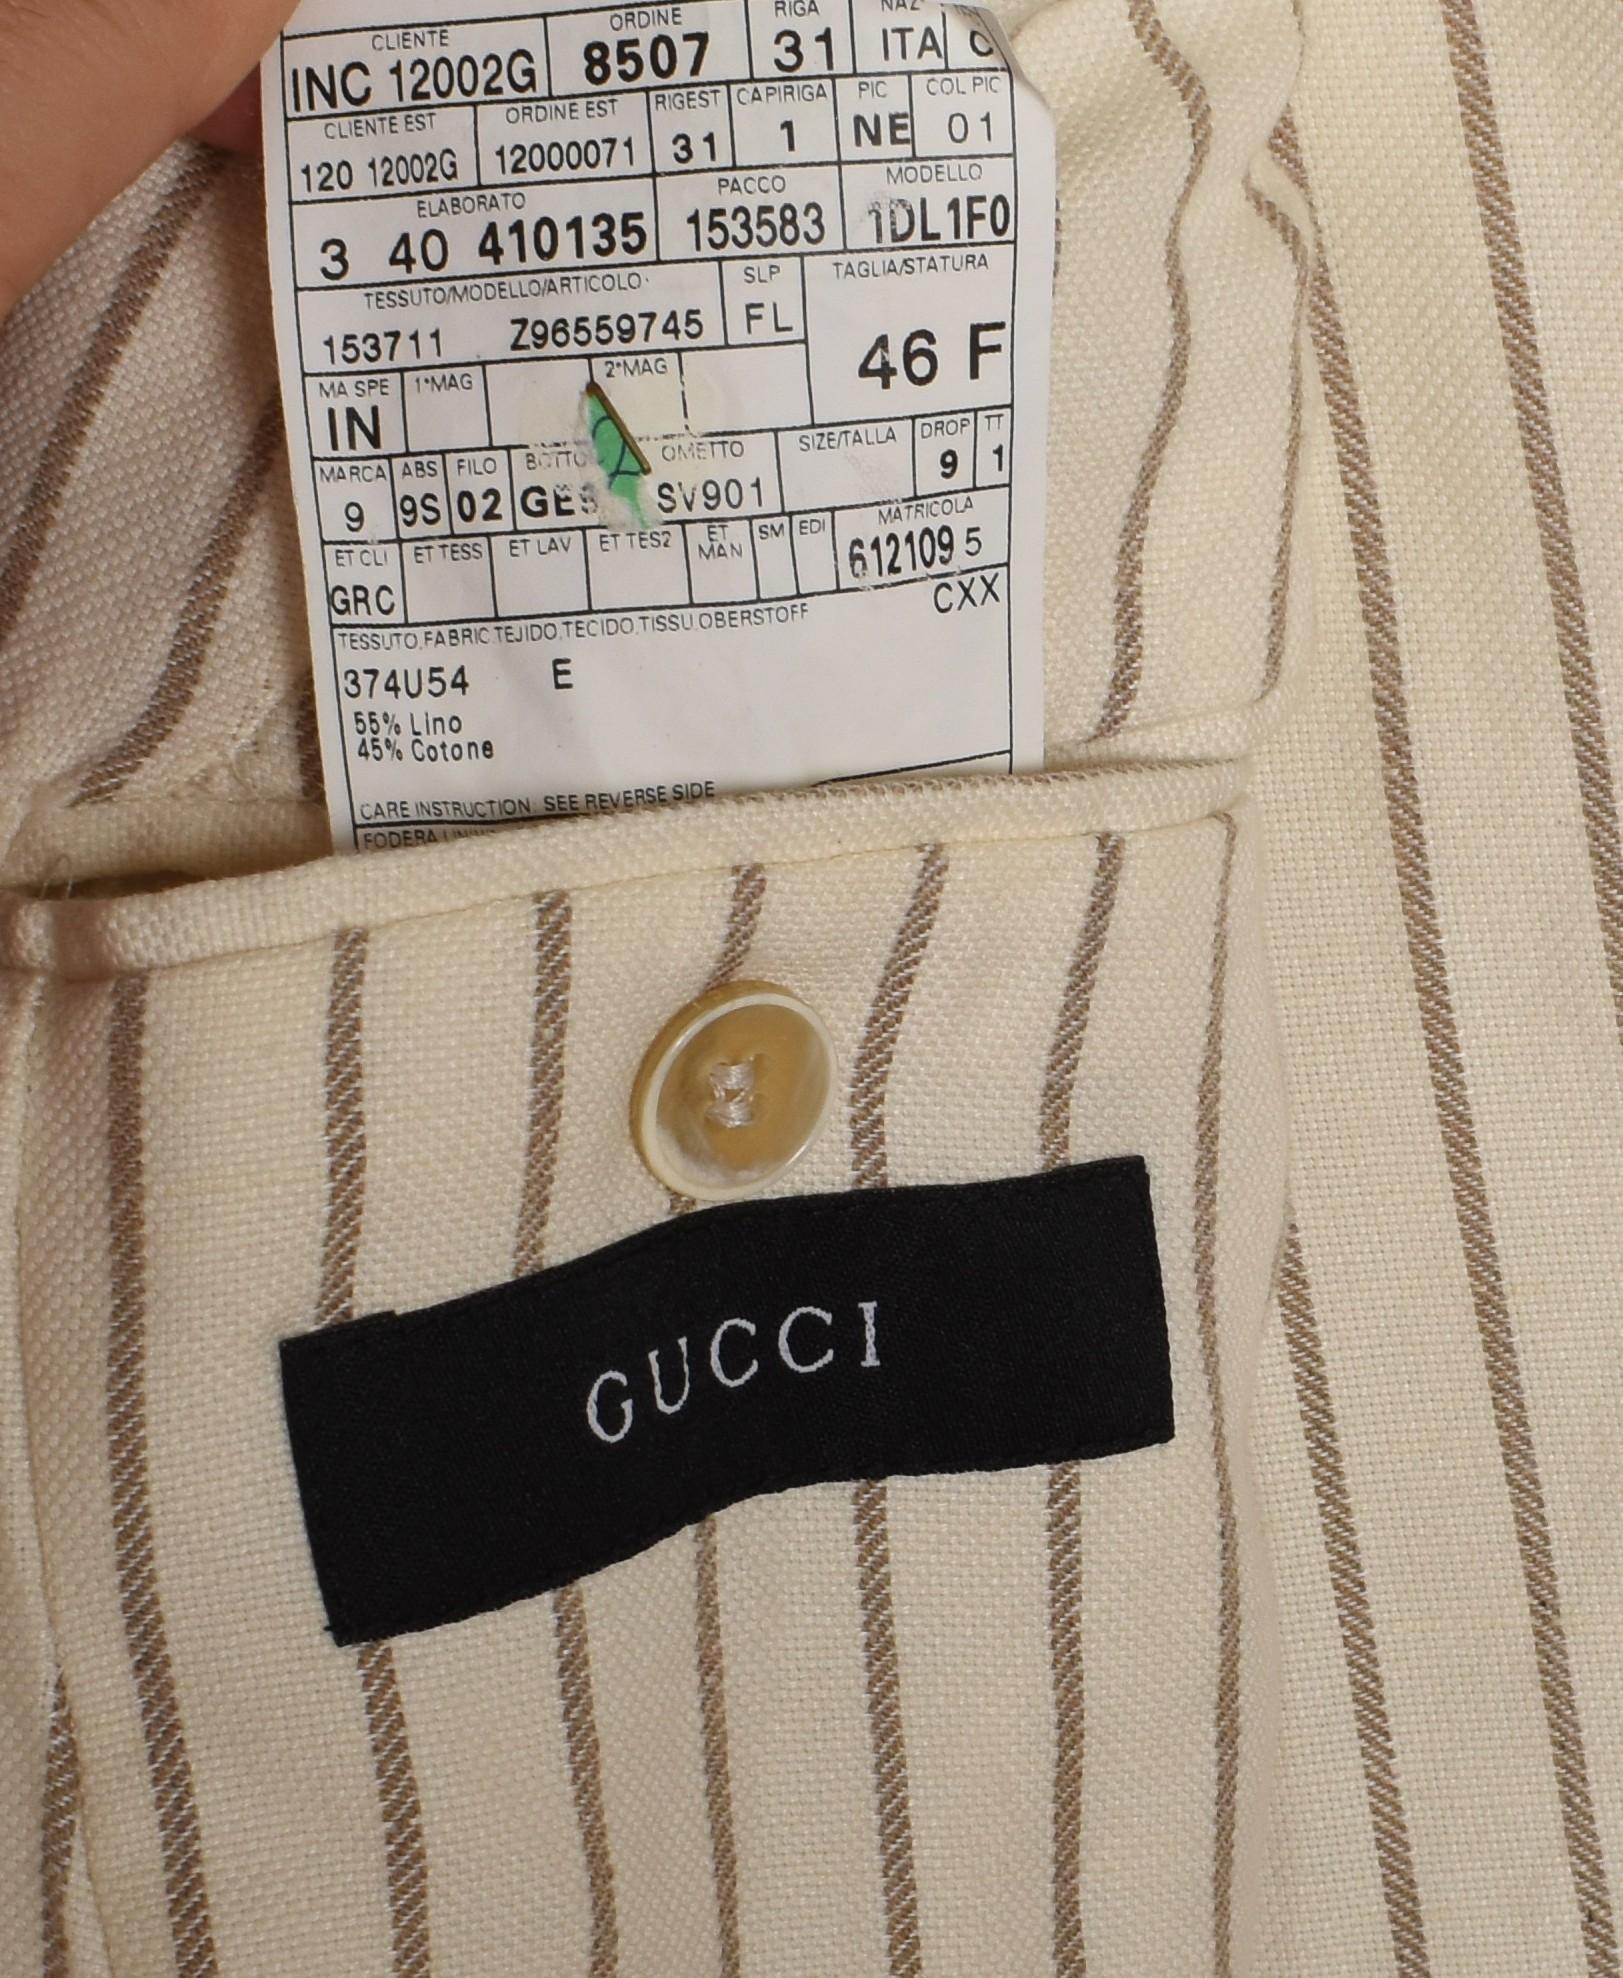 CLIENTE ORDINE RIGA
INC 12002G 8507 31 ITA
CLIENTE EST ORDINE EST RIGEST CAPIRIGA PIC COL PIC
120 12002G 12000071 31 1 NE 01
ELABORATO PACCO MODELLO
3 40 410135 153583 1DL1F0
TESSUTO/MODELLO/ARTICOLO SLP TAGLIA/STATURA
153711 Z96559745 FL 46 F
MA SPE 1°MAG 2°MAG
IN
MARCA ABS FILO OMETTO SIZE/TALLA DROP TT
9 9S 02 SV901 9 1
ET CLI ET TESS ET LAV ET TES2 ET MAN SM EDI MATRICOLA
GRC 612109 5
TESSUTO,FABRIC,TEJIDO,TECIDO,TISSU,OBERSTOFF CXX
374U54 E
55% Lino
45% Cotone
CARE INSTRUCTION: SEE REVERSE SIDE
FODERA
GUCCI